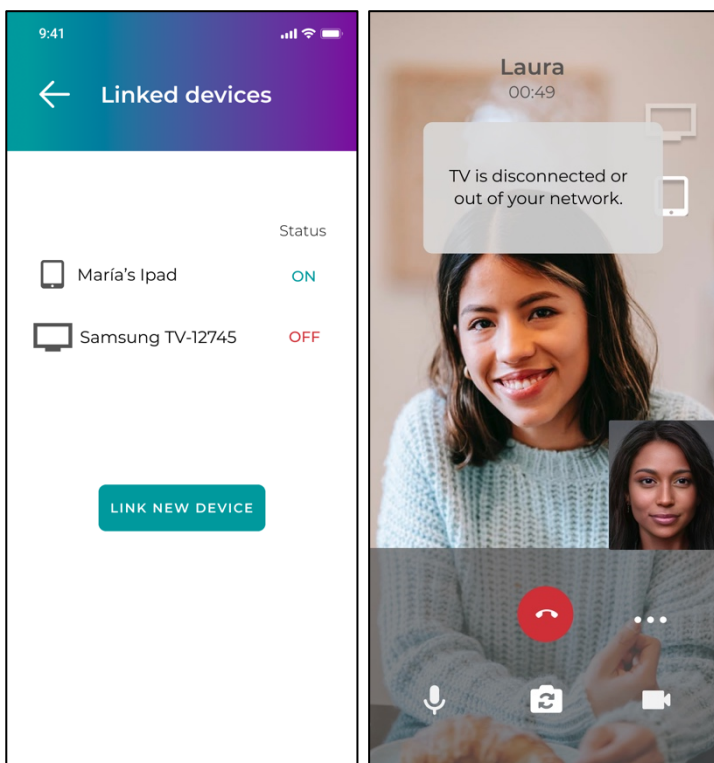 9:41
Linked devices
Status
María's Ipad
ON
Samsung TV-12745
OFF
LINK NEW DEVICE
Laura
00:49
TV is disconnected or
out of your network.